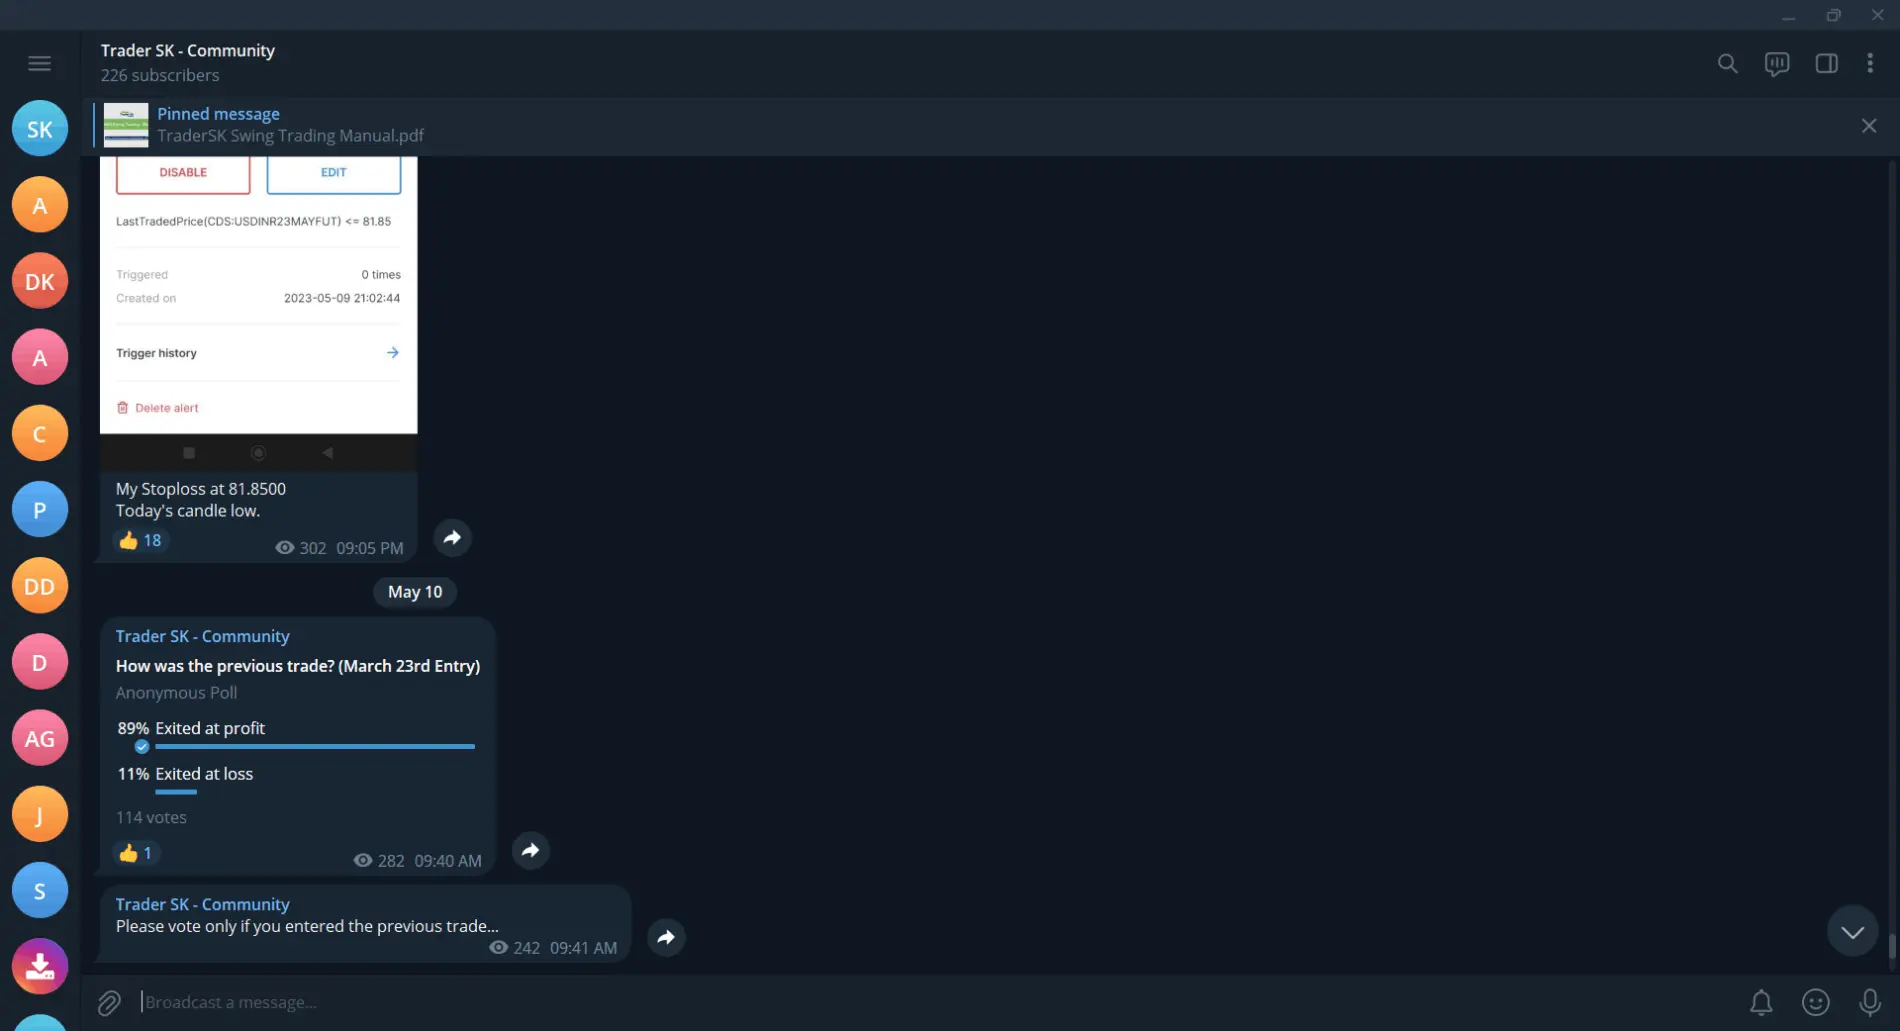 Trader SK - Community
226 subscribers
Pinned message
TraderSK Swing Trading Manual.pdf
SK
A
DK
A
C
P
DD
D
AG
J
S
DISABLE
EDIT
LastTradedPrice(CDS:USDINR23MAYFUT) <= 81.85
Triggered 0 times
Created on 2023-05-09 21:02:44
Trigger history
Delete alert
My Stoploss at 81.8500
Today's candle low.
👍 18 302 09:05 PM
May 10
Trader SK - Community
How was the previous trade? (March 23rd Entry)
Anonymous Poll
89% Exited at profit
11% Exited at loss
114 votes
👍 1 282 09:40 AM
Trader SK - Community
Please vote only if you entered the previous trade...
242 09:41 AM
Broadcast a message...